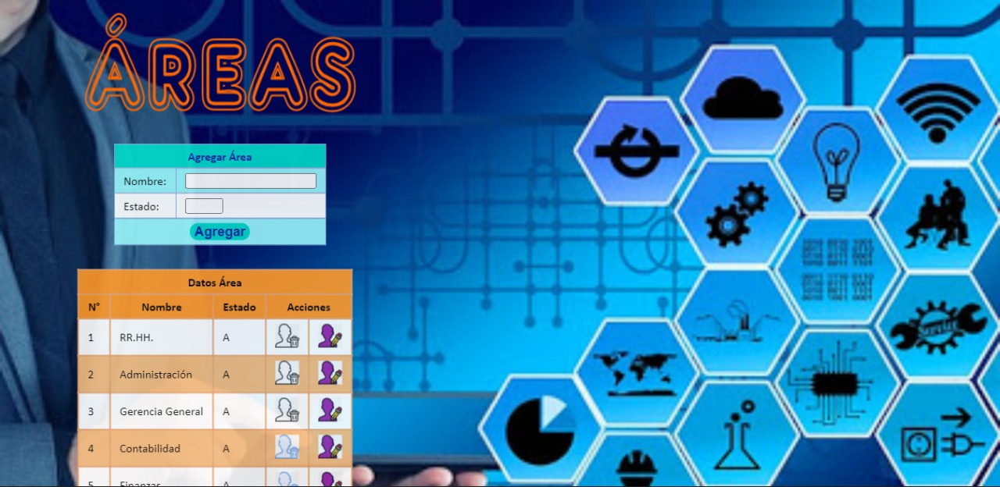 ÁREAS
Agregar Área
Nombre:
Estado:
Agregar
Datos Área
N° Nombre Estado Acciones
1 RR.HH. A
2 Administración A
3 Gerencia General A
4 Contabilidad A
5 Finanzas A